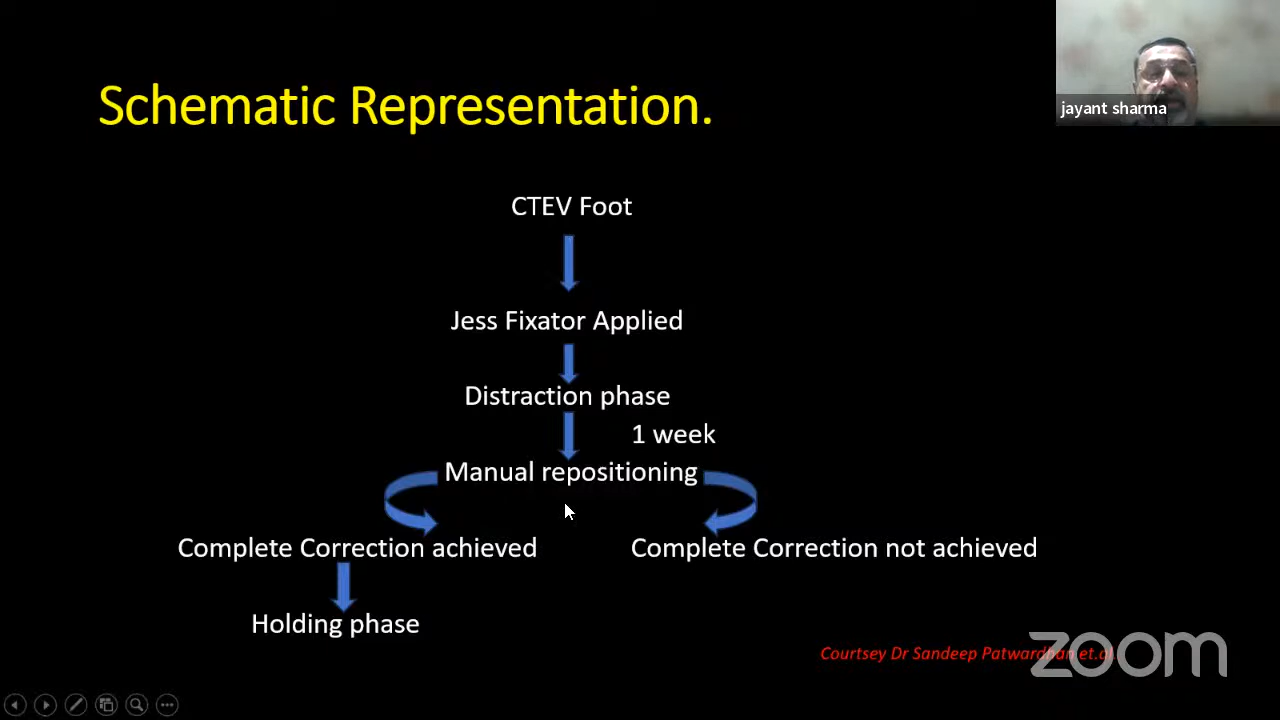 Schematic Representation.
jayant sharma
CTEV Foot
Jess Fixator Applied
Distraction phase
1 week
Manual repositioning
Complete Correction achieved
Complete Correction not achieved
Holding phase
Courtsey Dr Sandeep Patwardhan et.al.
zoom